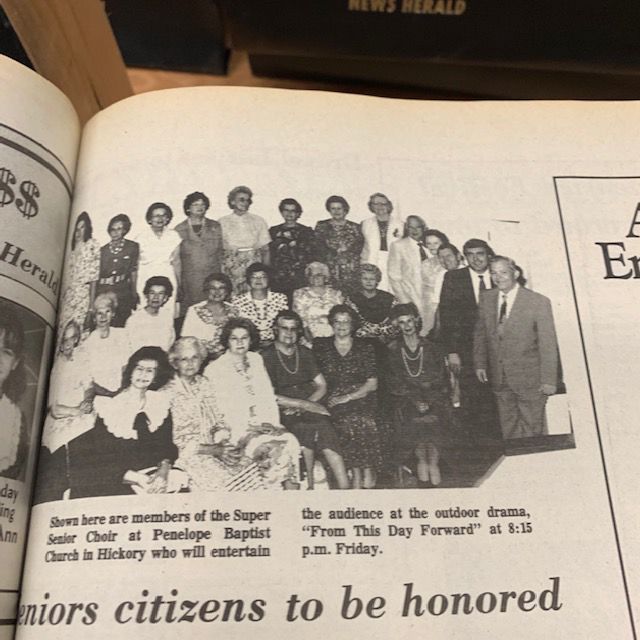 NEWS HERALD
$$
Herald
day
ing
Ann
Shown here are members of the Super
Senior Choir at Penelope Baptist
Church in Hickory who will entertain
the audience at the outdoor drama,
"From This Day Forward" at 8:15
p.m. Friday.
eniors citizens to be honored
A
En